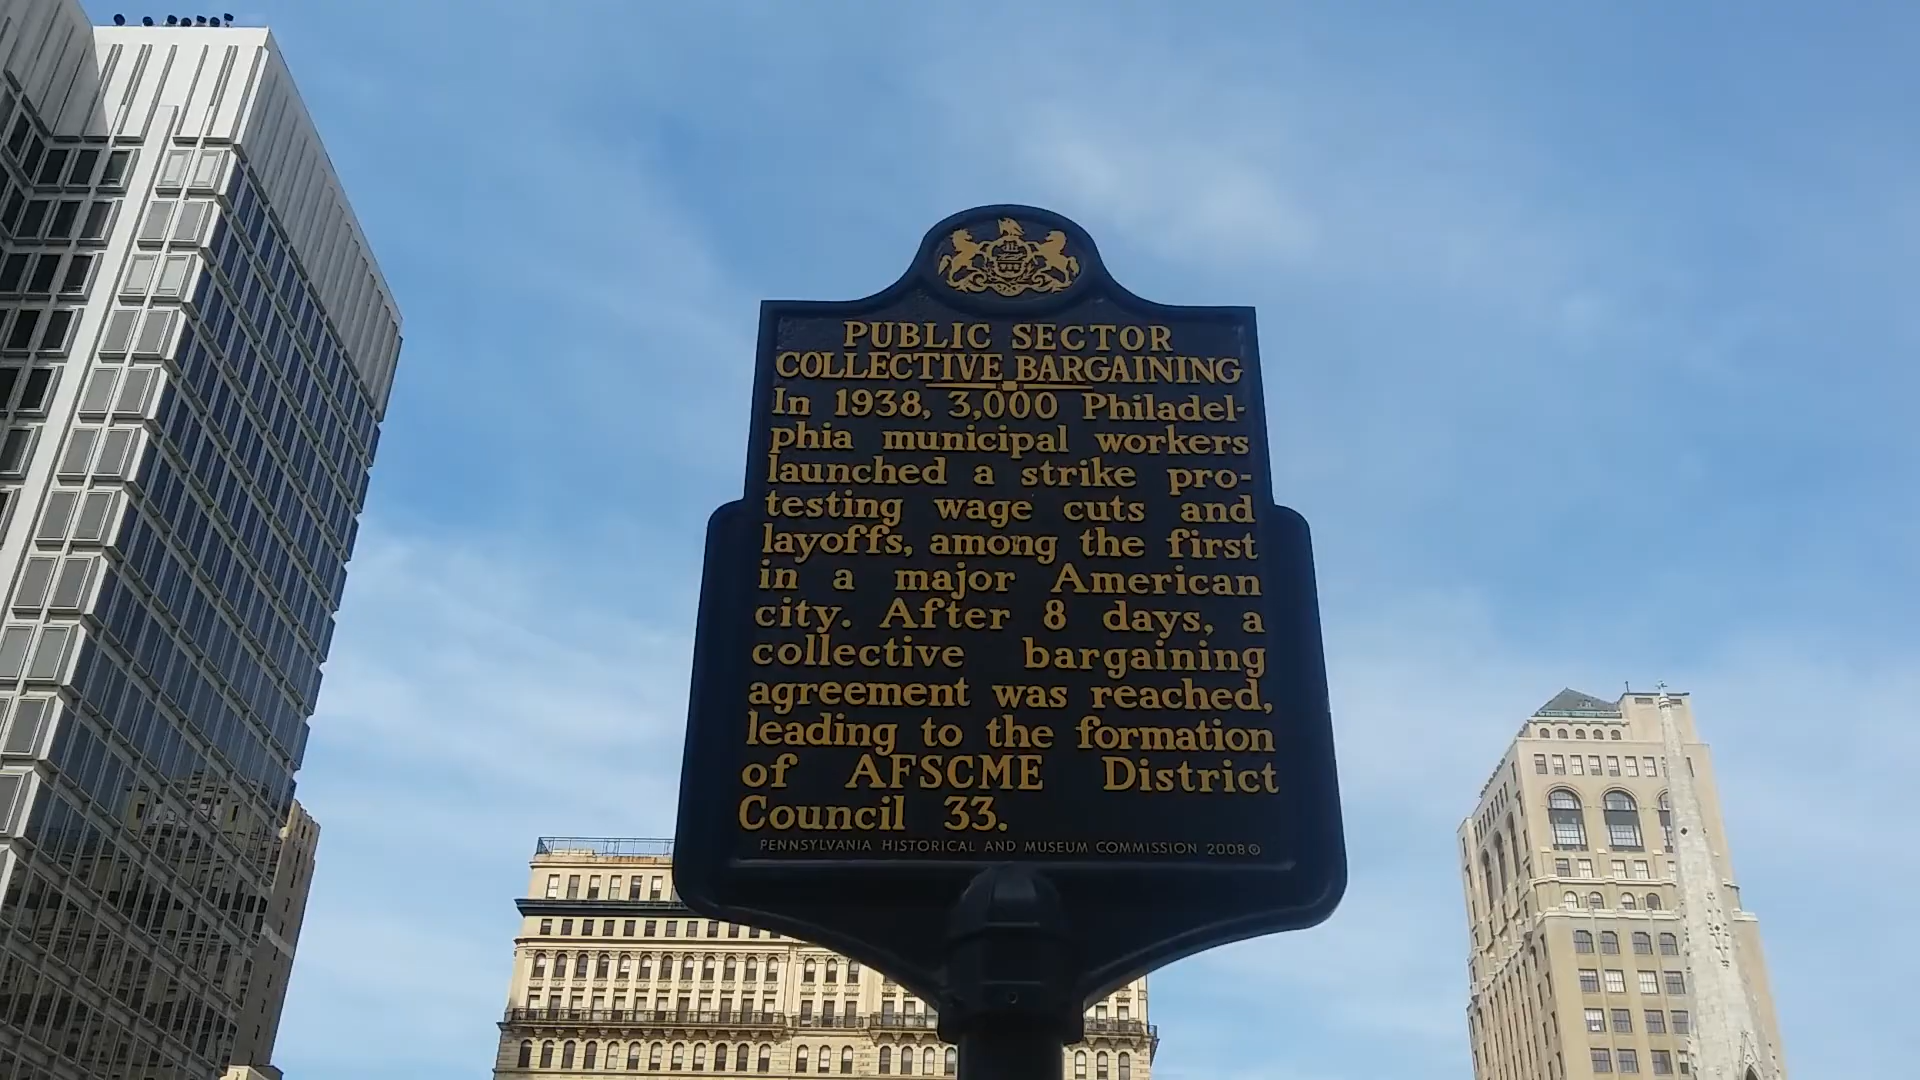 PUBLIC SECTOR
COLLECTIVE BARGAINING
In 1938, 3,000 Philadel-
phia municipal workers
launched a strike pro-
testing wage cuts and
layoffs, among the first
in a major American
city. After 8 days, a
collective bargaining
agreement was reached,
leading to the formation
of AFSCME District
Council 33.
PENNSYLVANIA HISTORICAL AND MUSEUM COMMISSION 2008©